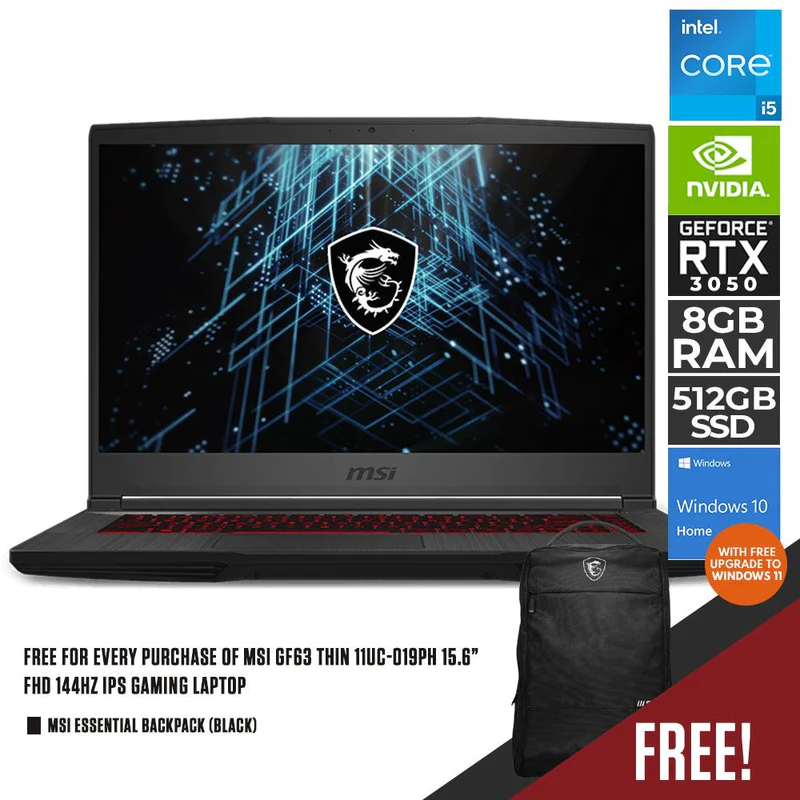 intel.
CORE
i5
NVIDIA.
GEFORCE
RTX
3050
8GB
RAM
512GB
SSD
Windows
Windows 10
Home
WITH FREE
UPGRADE TO
WINDOWS 11
msi
FREE FOR EVERY PURCHASE OF MSI GF63 THIN 11UC-019PH 15.6"
FHD 144HZ IPS GAMING LAPTOP
MSI ESSENTIAL BACKPACK (BLACK)
FREE!